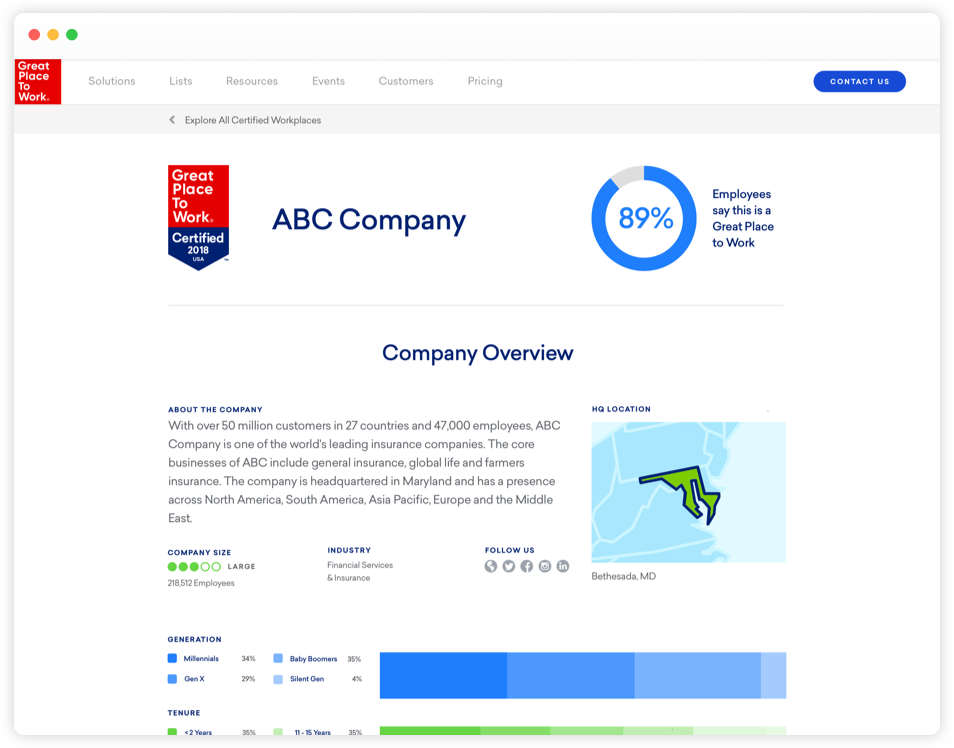 Great
Place
To
Work.
Solutions
Lists
Resources
Events
Customers
Pricing
CONTACT US
Explore All Certified Workplaces
Great
Place
To
Work.
Certified
2018
USA
TM
ABC Company
89%
Employees
say this is a
Great Place
to Work
Company Overview
ABOUT THE COMPANY
With over 50 million customers in 27 countries and 47,000 employees, ABC
Company is one of the world's leading insurance companies. The core
businesses of ABC include general insurance, global life and farmers
insurance. The company is headquartered in Maryland and has a presence
across North America, South America, Asia Pacific, Europe and the Middle
East.
HQ LOCATION
Bethesada, MD
COMPANY SIZE
LARGE
218,512 Employees
INDUSTRY
Financial Services
& Insurance
FOLLOW US
GENERATION
Millennials 34%
Baby Boomers 35%
Gen X 29%
Silent Gen 4%
TENURE
<2 Years 35%
11 - 15 Years 35%